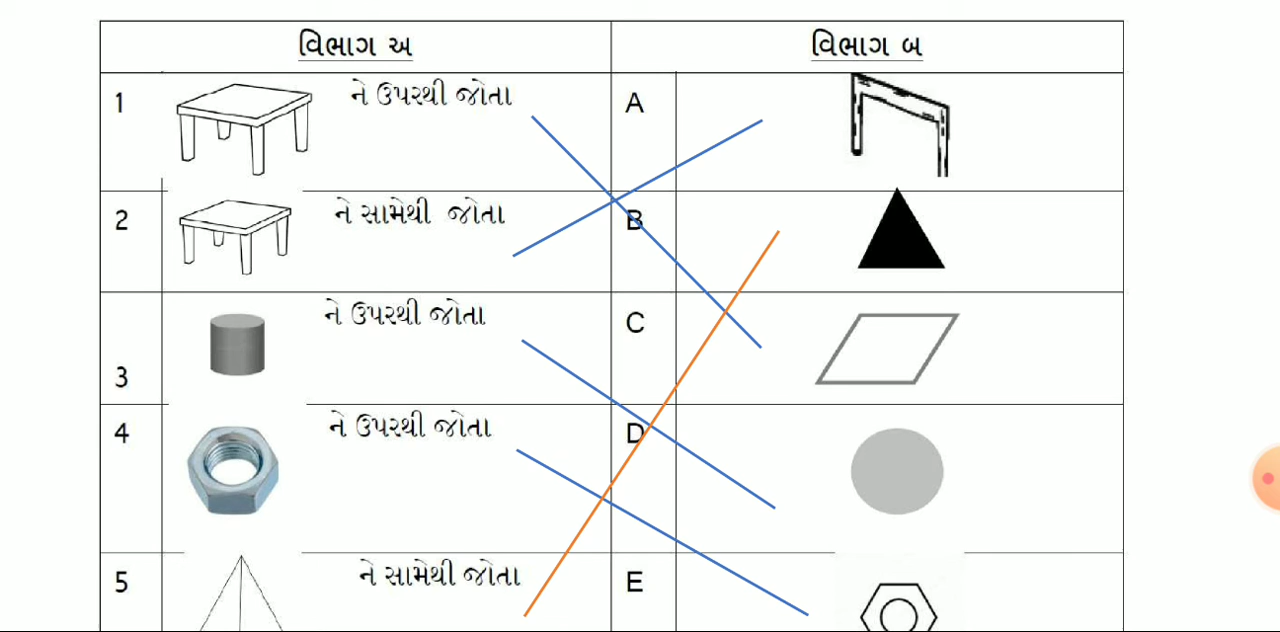 વિભાગ અ વિભાગ બ
1 ને ઉપરથી જોતા A
2 ને સામેથી જોતા B
3 ને ઉપરથી જોતા C
4 ને ઉપરથી જોતા D
5 ને સામેથી જોતા E